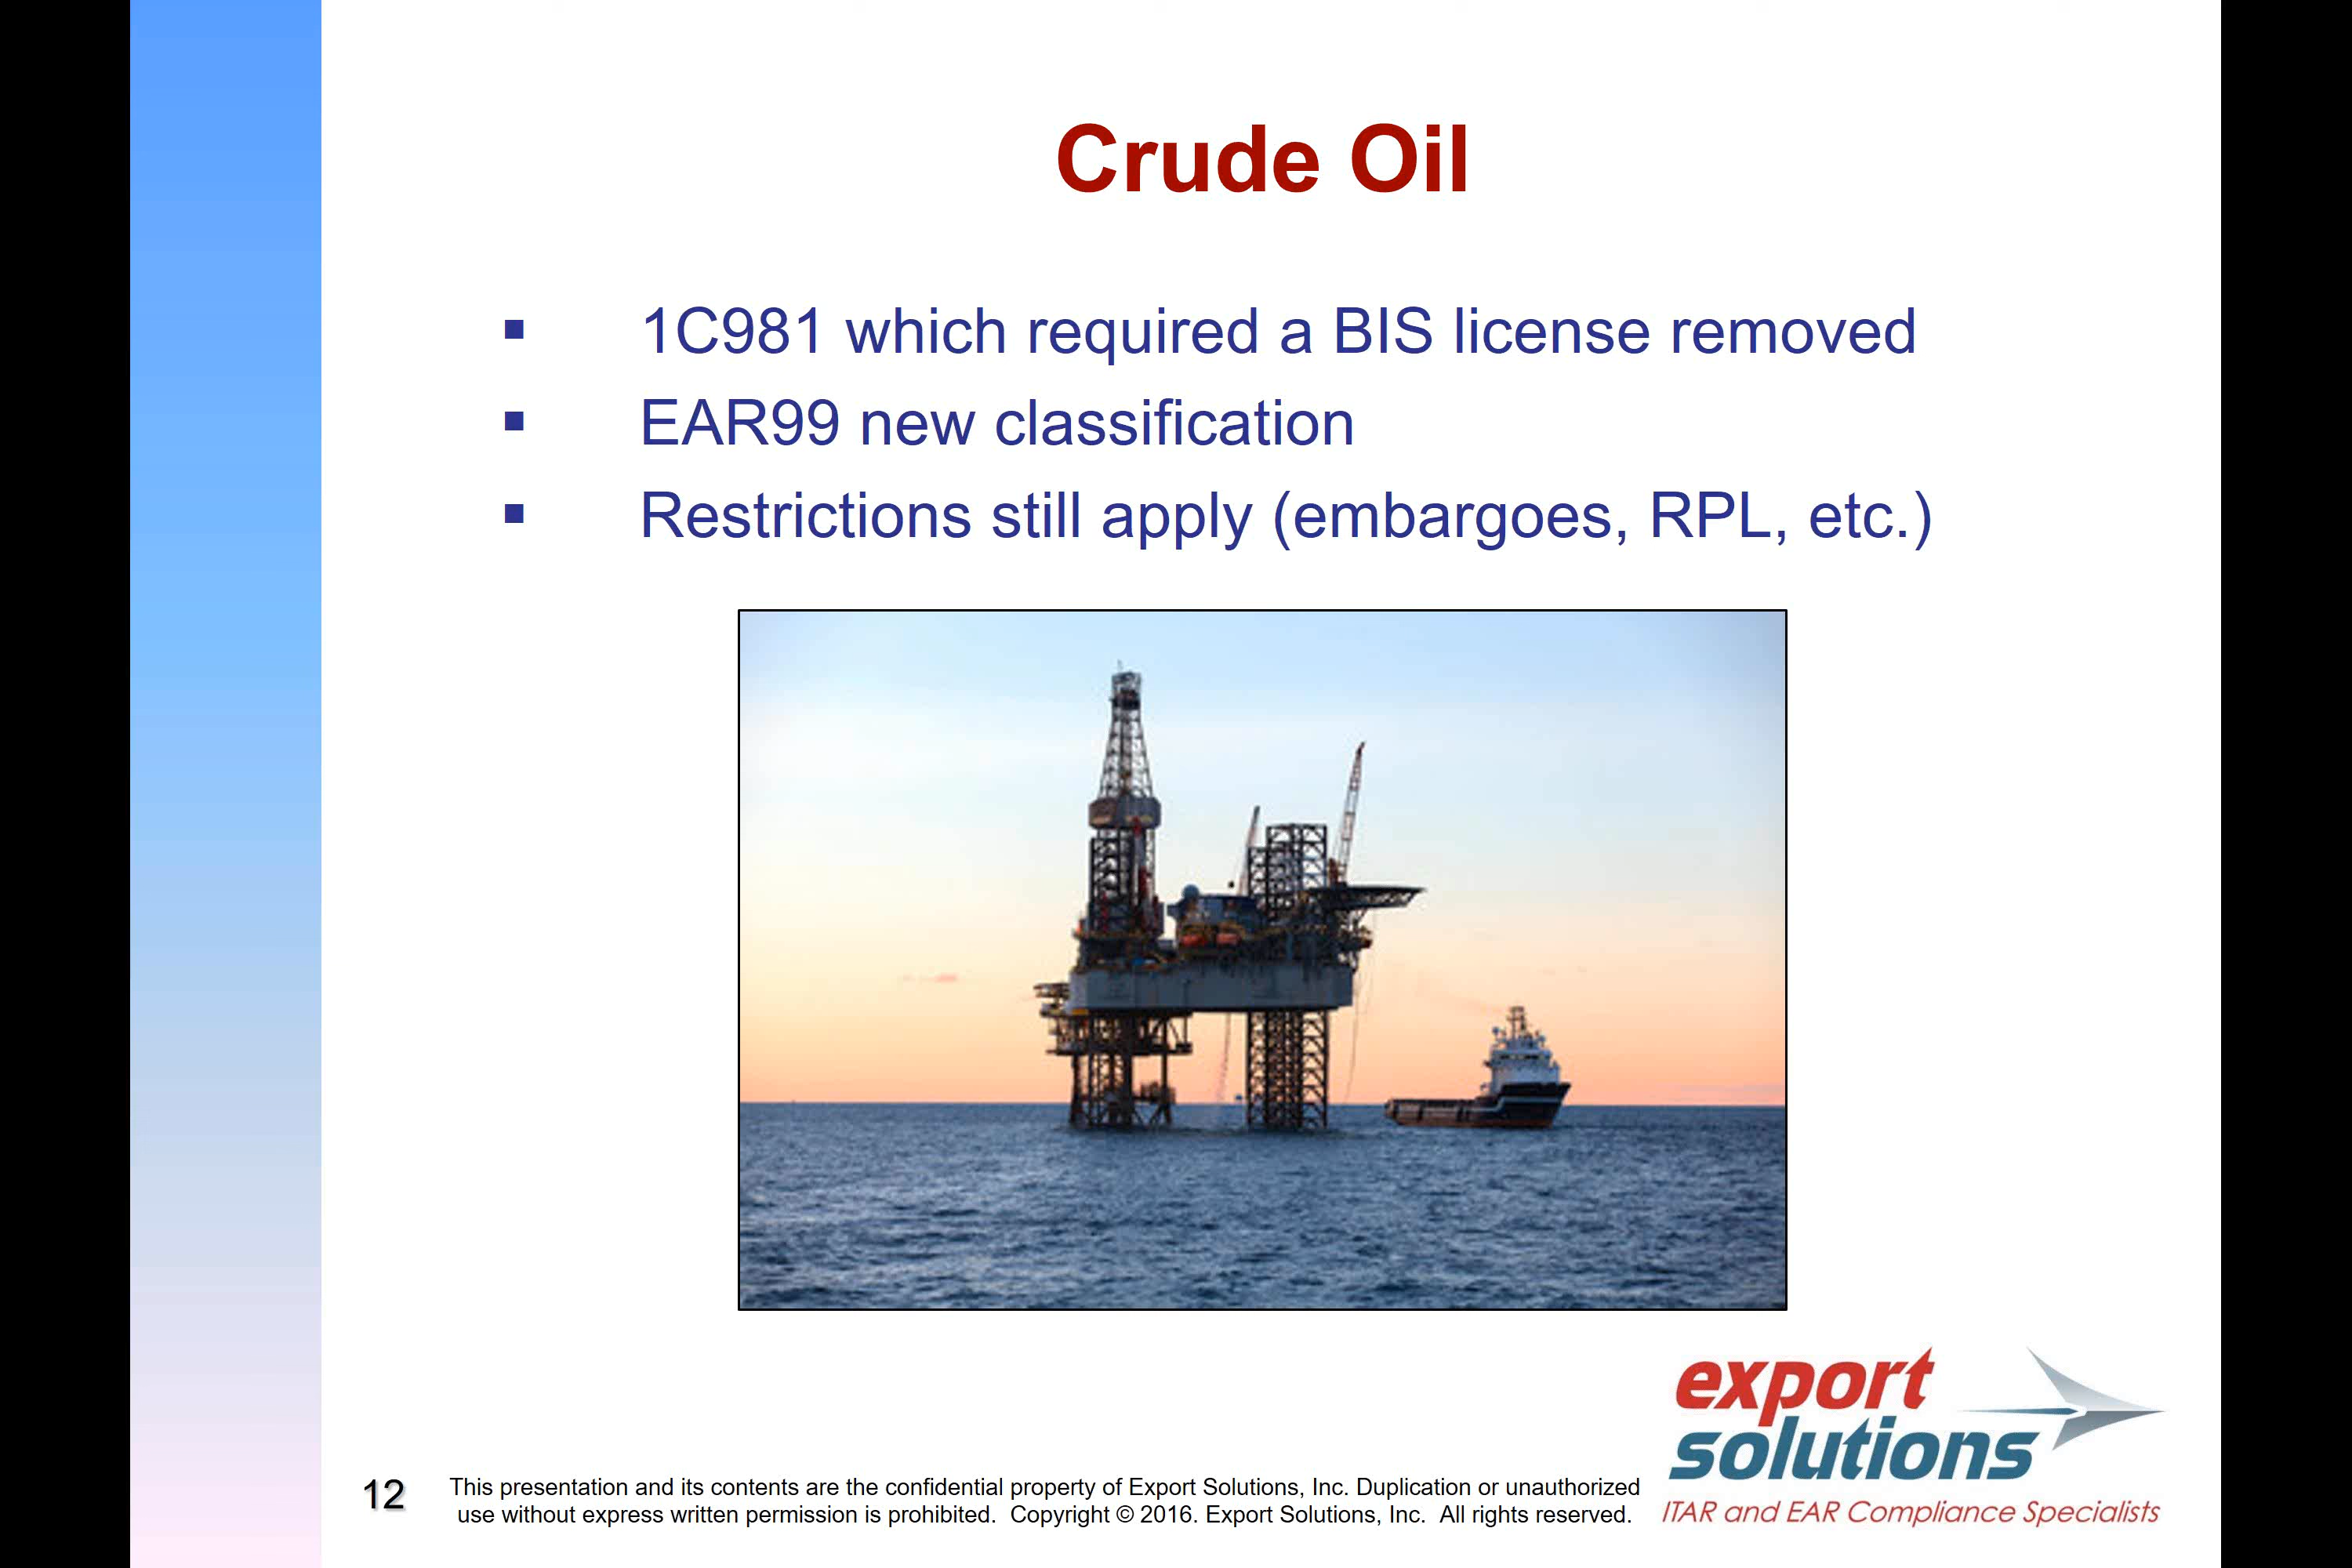 Crude Oil
▪ 1C981 which required a BIS license removed
▪ EAR99 new classification
▪ Restrictions still apply (embargoes, RPL, etc.)
export
solutions
ITAR and EAR Compliance Specialists
12
This presentation and its contents are the confidential property of Export Solutions, Inc. Duplication or unauthorized
use without express written permission is prohibited.  Copyright © 2016. Export Solutions, Inc.  All rights reserved.